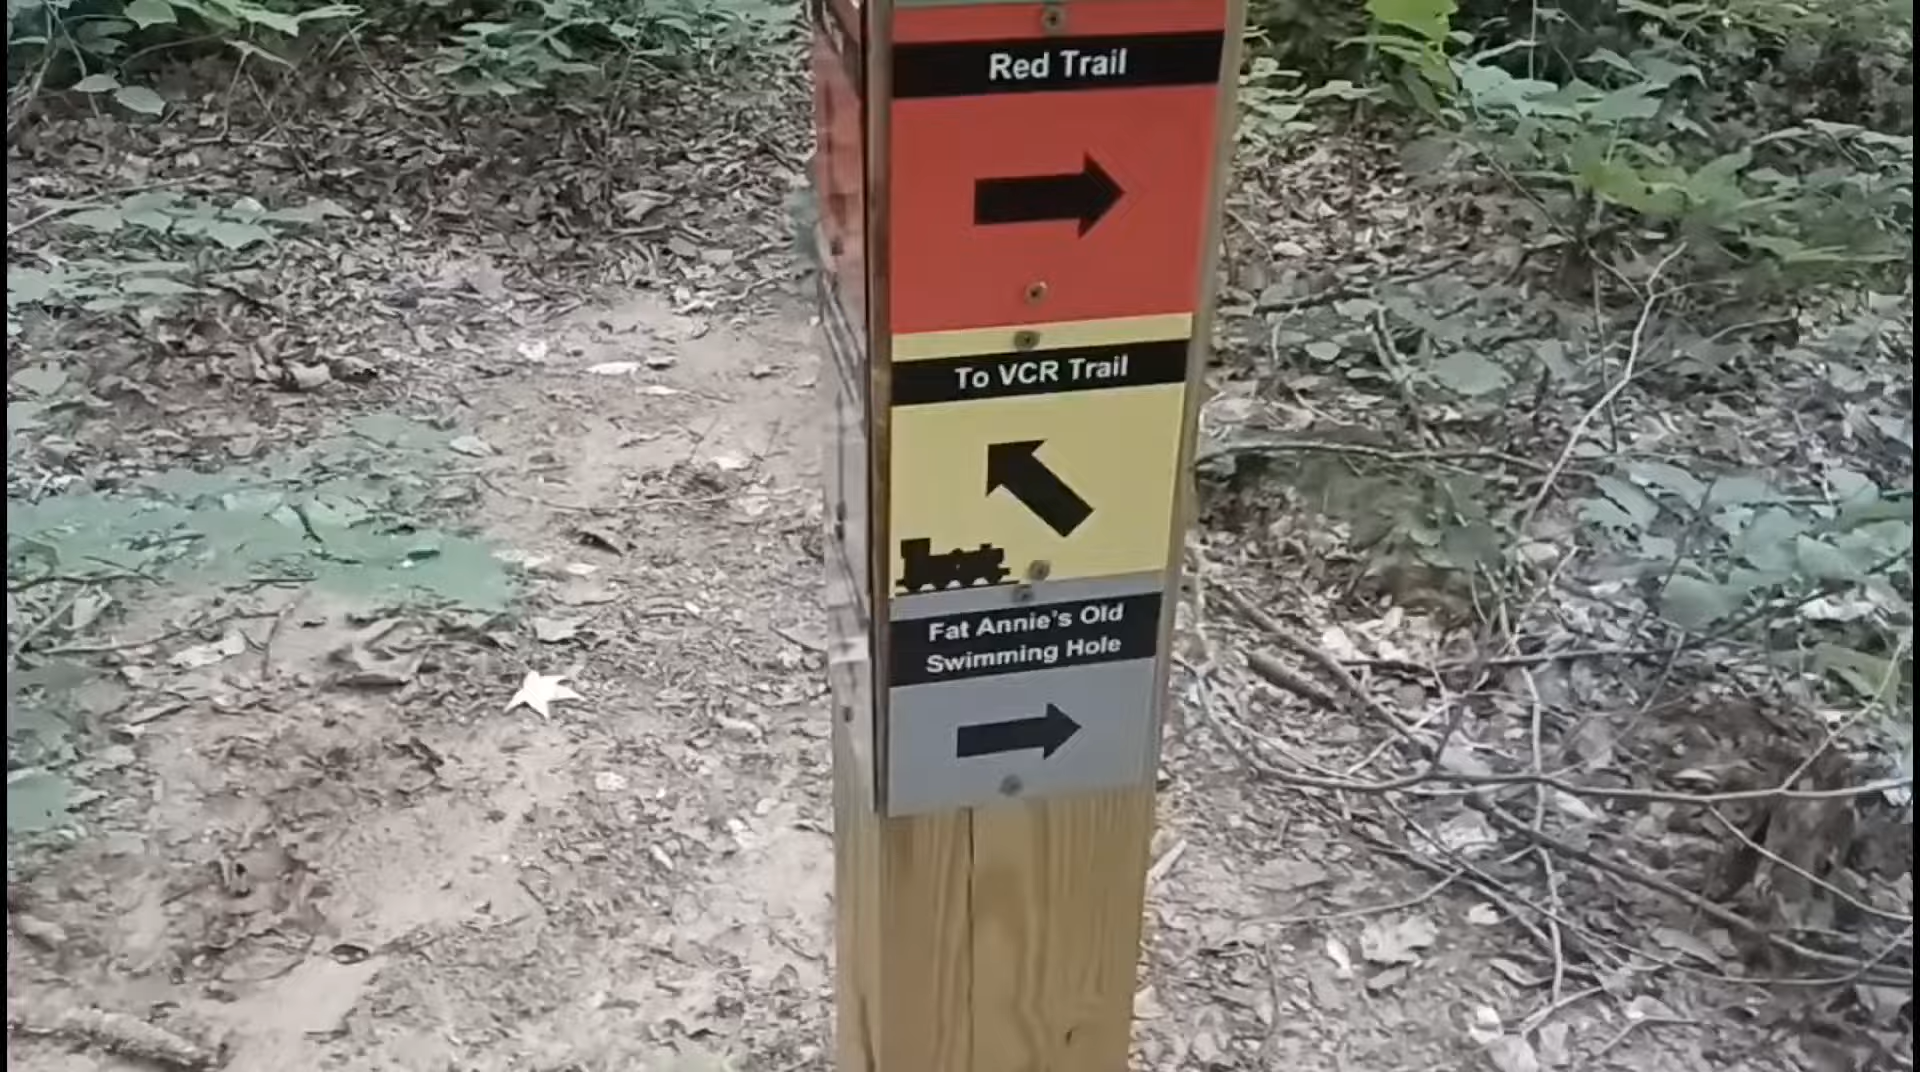 Red Trail
To VCR Trail
Fat Annie's Old
Swimming Hole